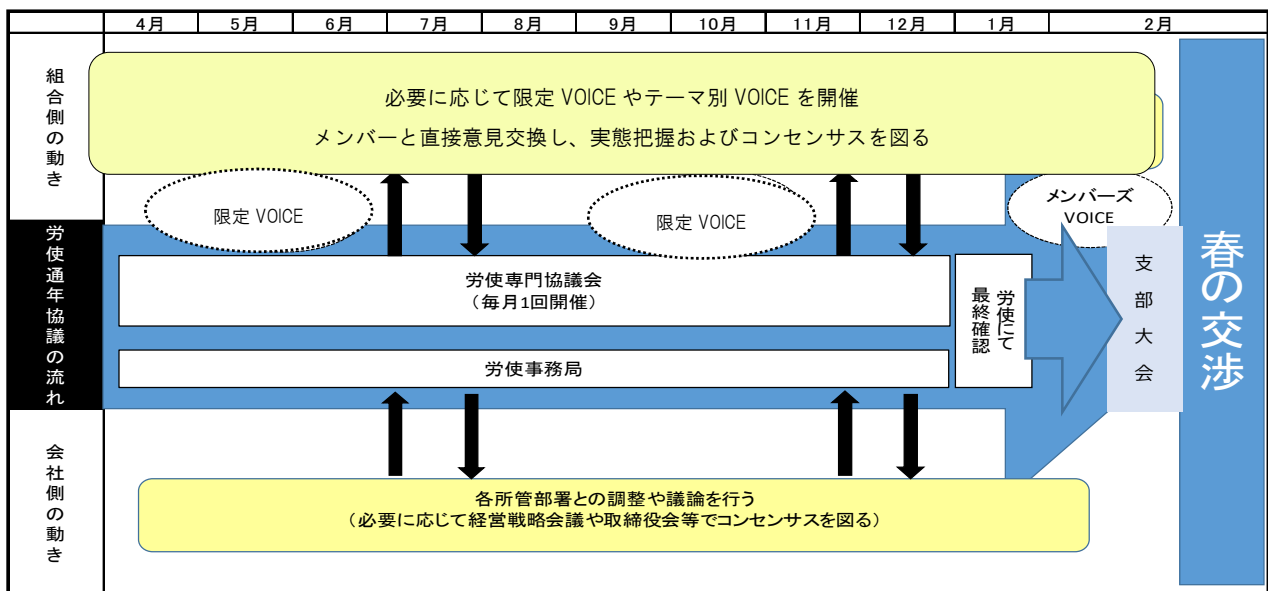 4月 5月 6月 7月 8月 9月 10月 11月 12月 1月 2月
組合側の動き
必要に応じて限定 VOICE やテーマ別 VOICE を開催
メンバーと直接意見交換し、実態把握およびコンセンサスを図る
限定 VOICE
限定 VOICE
メンバーズ
VOICE
労使通年協議の流れ
労使専門協議会
（毎月1回開催）
労使事務局
労使にて
最終確認
支部大会
春の交渉
会社側の動き
各所管部署との調整や議論を行う
（必要に応じて経営戦略会議や取締役会等でコンセンサスを図る）